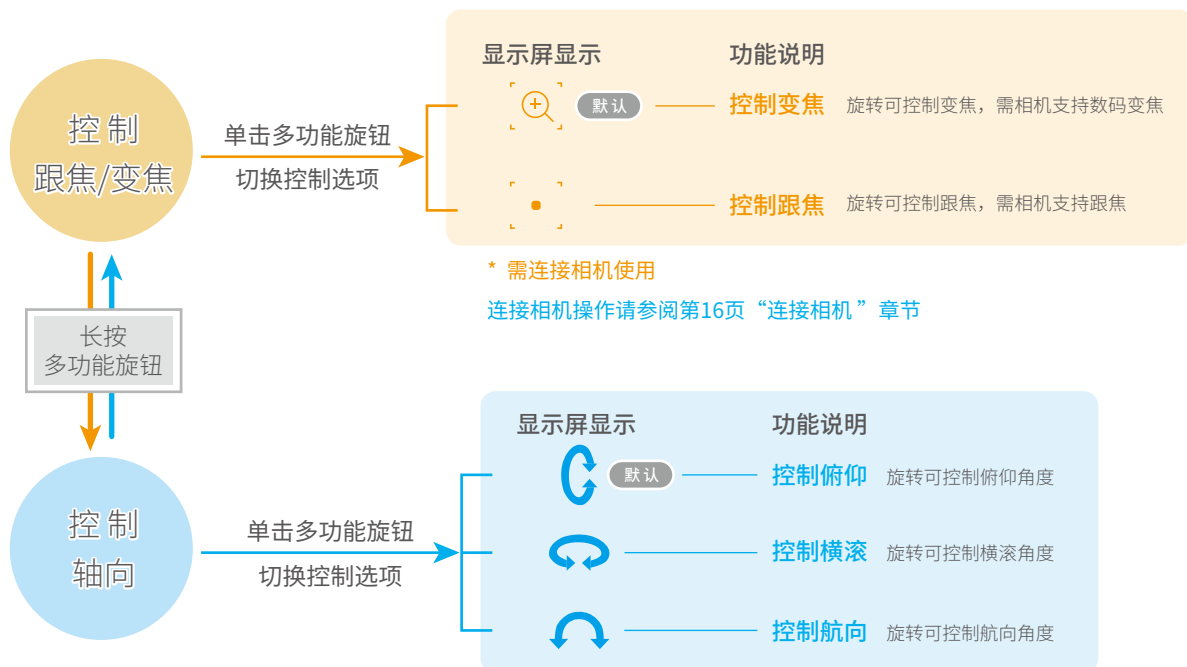 显示屏显示 功能说明
默认 控制变焦 旋转可控制变焦，需相机支持数码变焦
控制跟焦 旋转可控制跟焦，需相机支持跟焦
控制
跟焦/变焦
单击多功能旋钮
切换控制选项
* 需连接相机使用
连接相机操作请参阅第16页“连接相机”章节
长按
多功能旋钮
显示屏显示 功能说明
默认 控制俯仰 旋转可控制俯仰角度
控制横滚 旋转可控制横滚角度
控制航向 旋转可控制航向角度
控制
轴向
单击多功能旋钮
切换控制选项